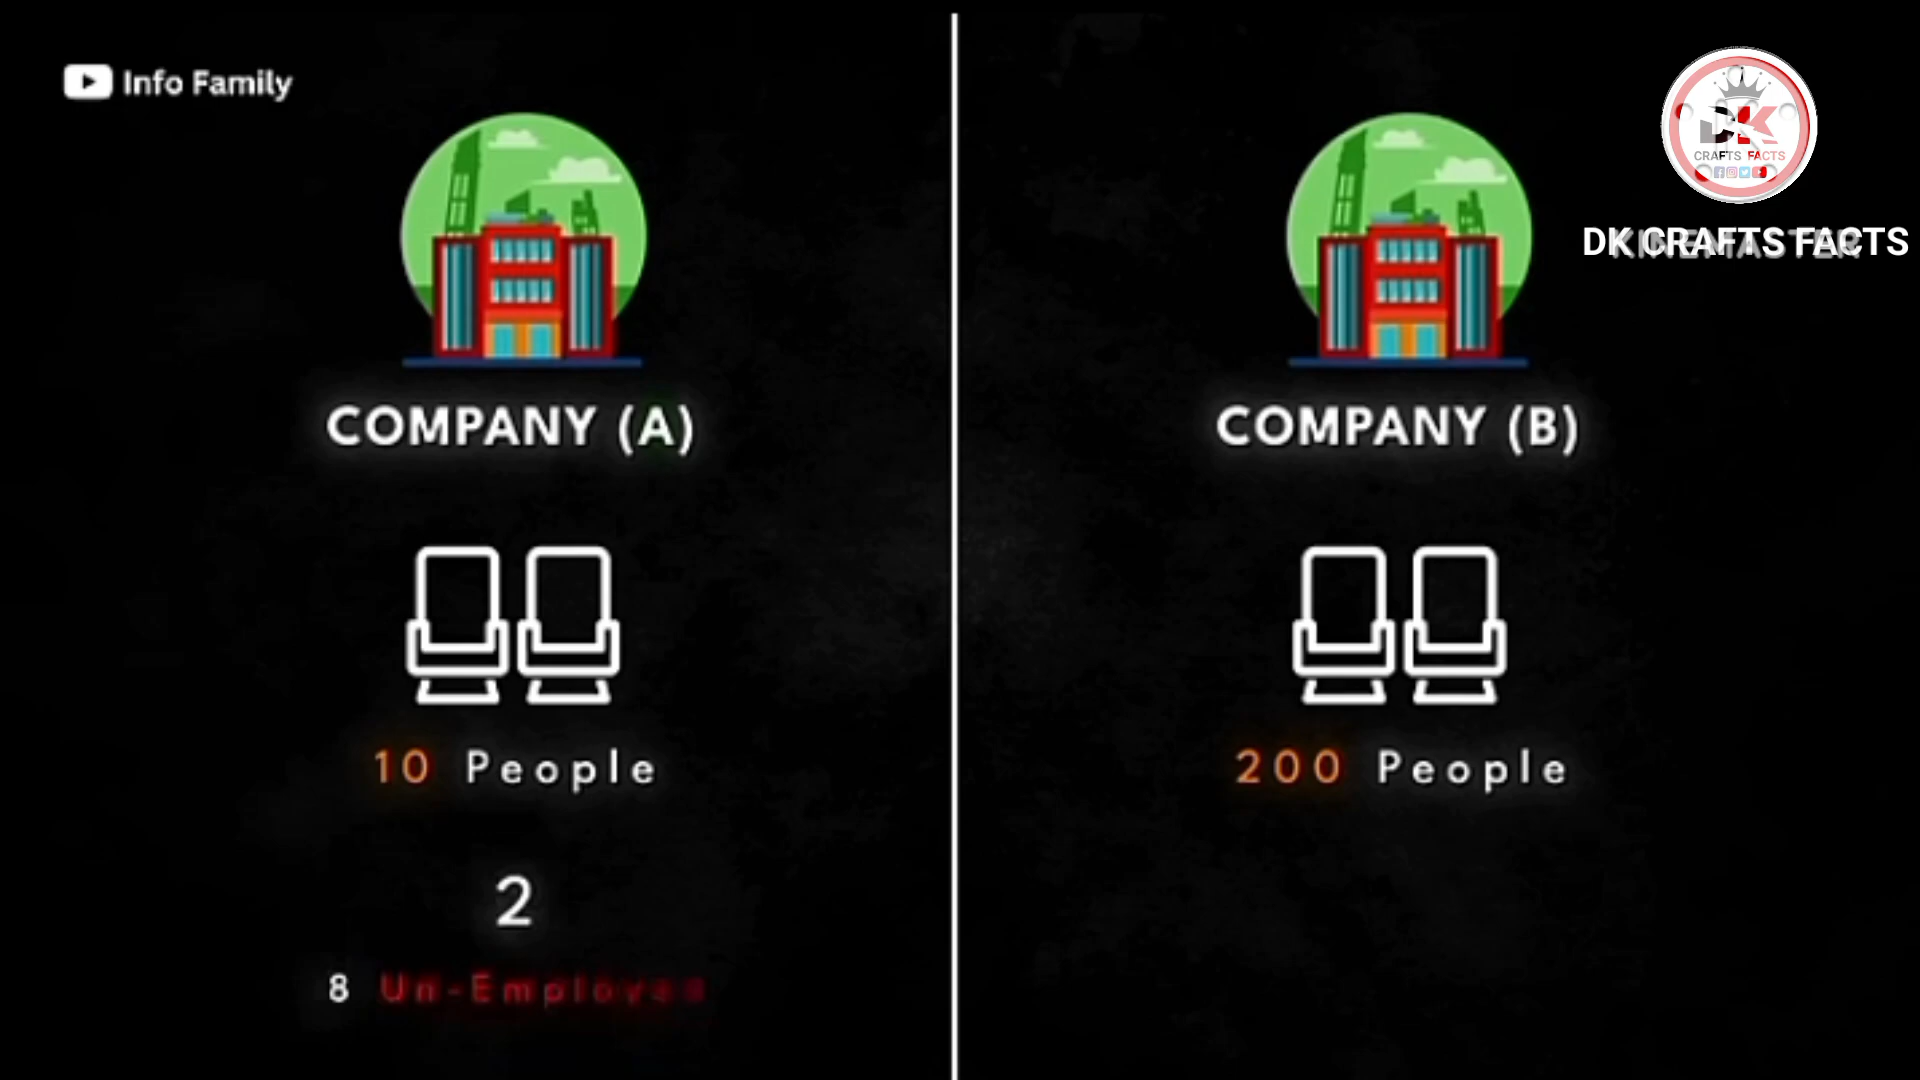 Info Family
DK
CRAFTS FACTS
DK CRAFTS FACTS
COMPANY (A)
10 People
2
8 Un-Employee
COMPANY (B)
200 People